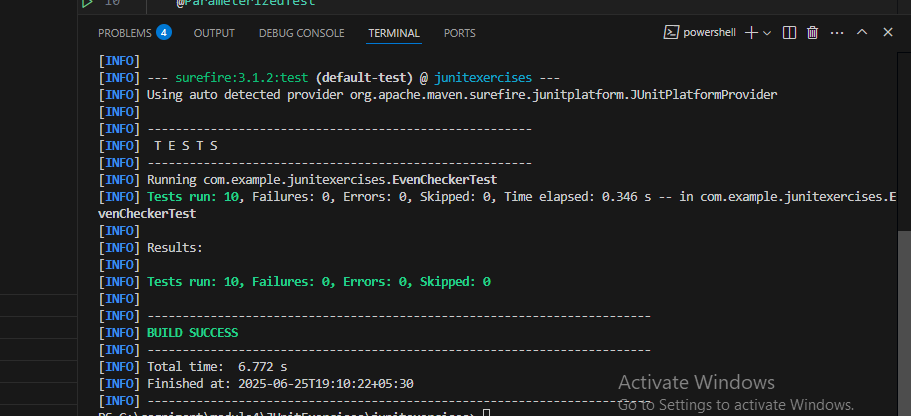 10 @ParameterizedTest
PROBLEMS 4 OUTPUT DEBUG CONSOLE TERMINAL PORTS powershell
[INFO]
[INFO] --- surefire:3.1.2:test (default-test) @ junitexercises ---
[INFO] Using auto detected provider org.apache.maven.surefire.junitplatform.JUnitPlatformProvider
[INFO]
[INFO] -------------------------------------------------------
[INFO]  T E S T S
[INFO] -------------------------------------------------------
[INFO] Running com.example.junitexercises.EvenCheckerTest
[INFO] Tests run: 10, Failures: 0, Errors: 0, Skipped: 0, Time elapsed: 0.346 s -- in com.example.junitexercises.E
venCheckerTest
[INFO]
[INFO] Results:
[INFO]
[INFO] Tests run: 10, Failures: 0, Errors: 0, Skipped: 0
[INFO]
[INFO] ------------------------------------------------------------------------
[INFO] BUILD SUCCESS
[INFO] ------------------------------------------------------------------------
[INFO] Total time:  6.772 s
[INFO] Finished at: 2025-06-25T19:10:22+05:30
[INFO] ------------------------------------------------------------------------
Activate Windows
Go to Settings to activate Windows.